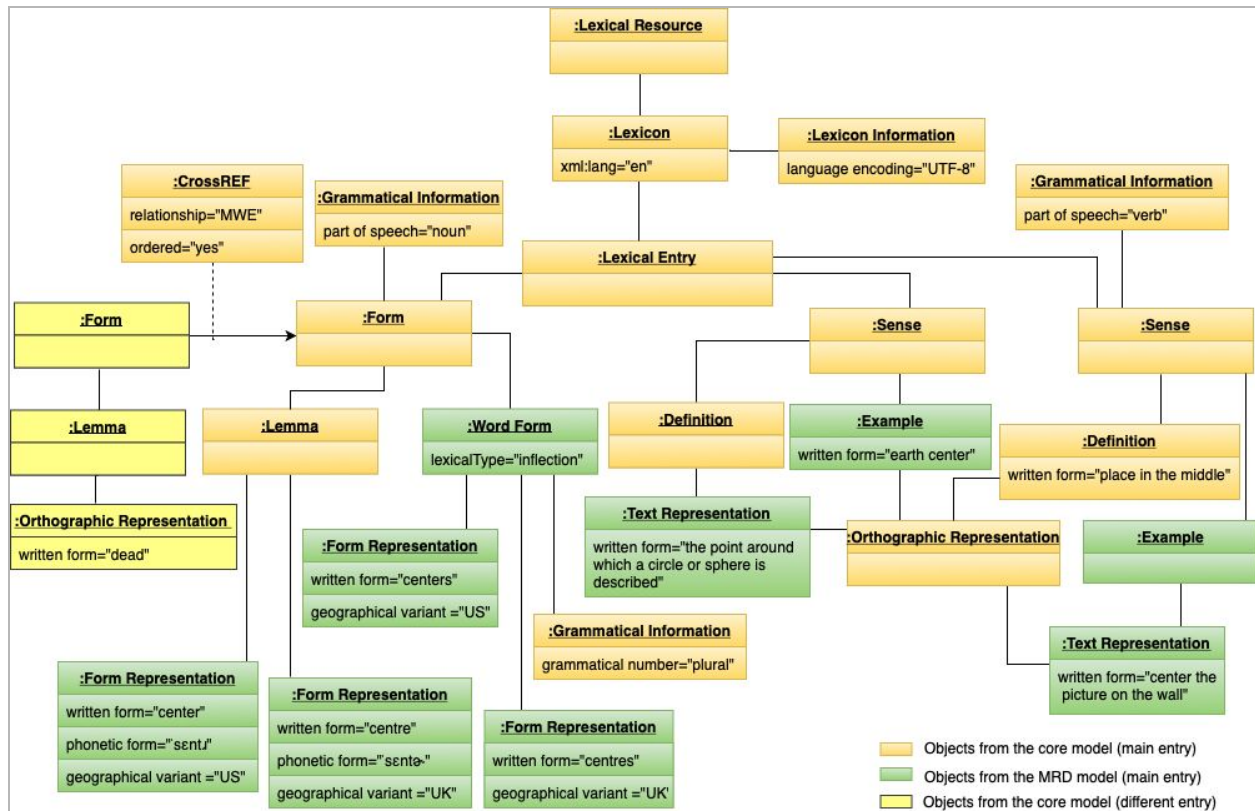 :Lexical Resource
:Lexicon
xml:lang="en"
:Lexicon Information
language encoding="UTF-8"
:CrossREF
relationship="MWE"
ordered="yes"
:Grammatical Information
part of speech="noun"
:Grammatical Information
part of speech="verb"
:Lexical Entry
:Form
:Form
:Sense
:Sense
:Lemma
:Lemma
:Word Form
lexicalType="inflection"
:Definition
:Example
written form="earth center"
:Definition
written form="place in the middle"
:Orthographic Representation
written form="dead"
:Form Representation
written form="centers"
geographical variant ="US"
:Text Representation
written form="the point around
which a circle or sphere is
described"
:Orthographic Representation
:Example
:Grammatical Information
grammatical number="plural"
:Text Representation
written form="center the
picture on the wall"
:Form Representation
written form="center"
phonetic form="ˈsɛntɹ"
geographical variant ="US"
:Form Representation
written form="centre"
phonetic form="ˈsɛntɚ"
geographical variant ="UK"
:Form Representation
written form="centres"
geographical variant ="UK'
Objects from the core model (main entry)
Objects from the MRD model (main entry)
Objects from the core model (different entry)